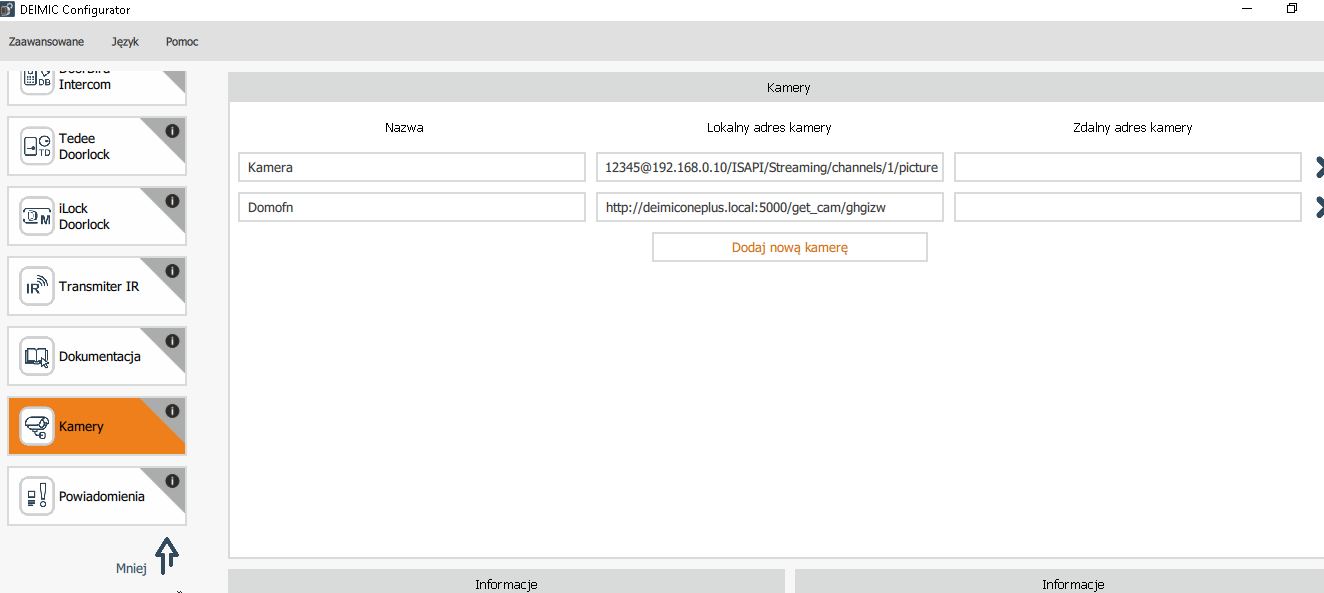 DEIMIC Configurator
Zaawansowane Język Pomoc
DoorBird
Intercom
DB
Tedee
Doorlock
TD
iLock
Doorlock
M
Transmiter IR
IR
Dokumentacja
Kamery
Powiadomienia
Mniej
Kamery
Nazwa Lokalny adres kamery Zdalny adres kamery
Kamera 12345@192.168.0.10/ISAPI/Streaming/channels/1/picture
Domofn http://deimiconeplus.local:5000/get_cam/ghgizw
Dodaj nową kamerę
Informacje Informacje